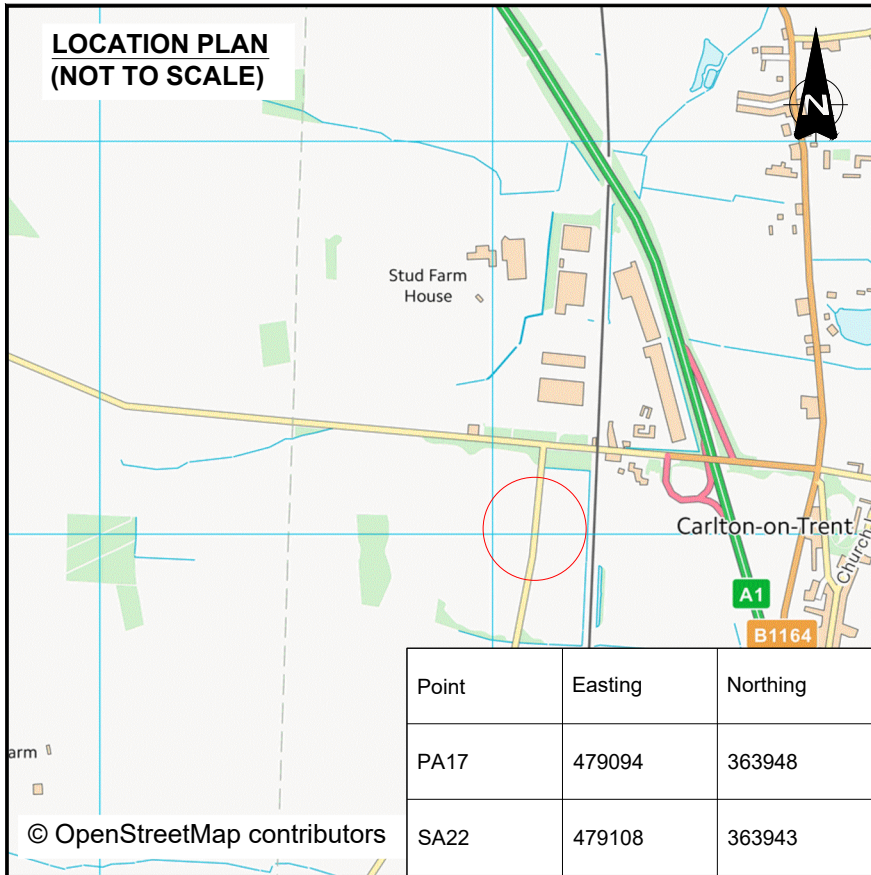 LOCATION PLAN
(NOT TO SCALE)
N
Stud Farm
House
Carlton-on-Trent
Church
A1
B1164
Point Easting Northing
PA17 479094 363948
SA22 479108 363943
arm
© OpenStreetMap contributors